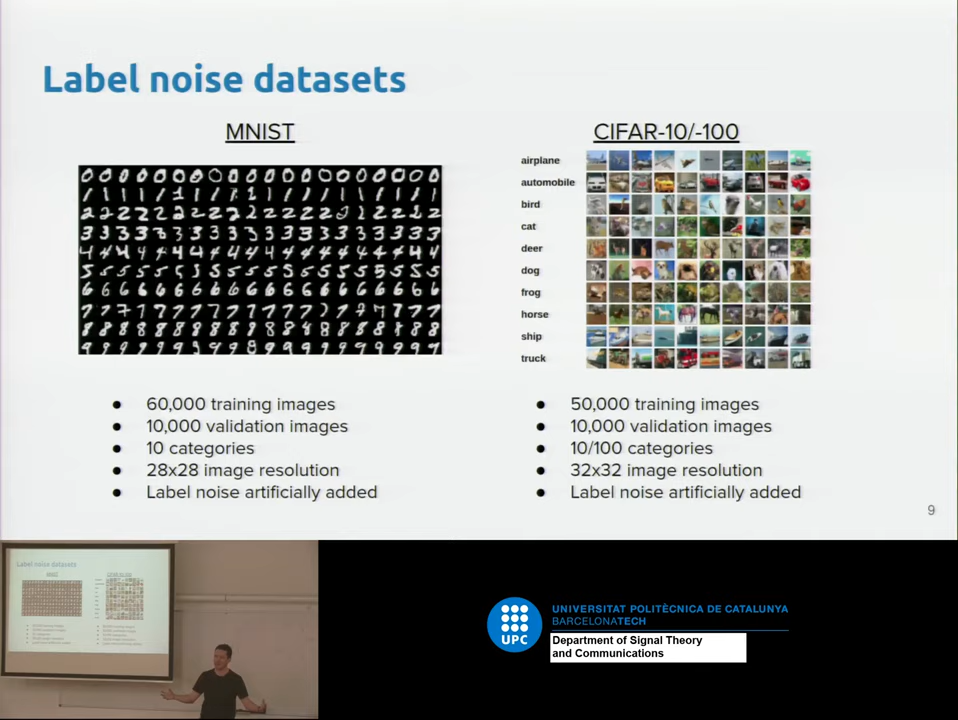 Label noise datasets
MNIST
60,000 training images
10,000 validation images
10 categories
28x28 image resolution
Label noise artificially added
CIFAR-10/-100
airplane
automobile
bird
cat
deer
dog
frog
horse
ship
truck
50,000 training images
10,000 validation images
10/100 categories
32x32 image resolution
Label noise artificially added
9
Label noise datasets
UPC
UNIVERSITAT POLITÈCNICA DE CATALUNYA
BARCELONATECH
Department of Signal Theory
and Communications